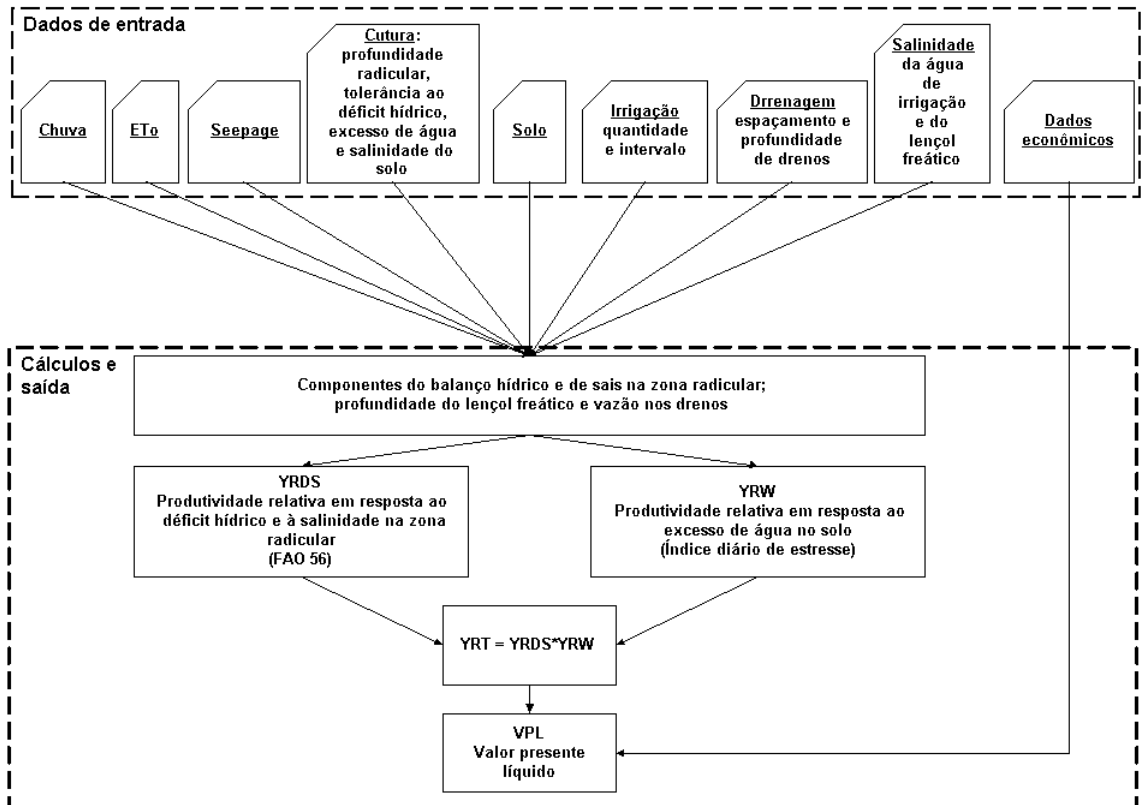 Dados de entrada
Chuva
ETo
Seepage
Cutura:
profundidade
radicular,
tolerância ao
déficit hídrico,
excesso de água
e salinidade do
solo
Solo
Irrigação
quantidade
e intervalo
Drrenagem
espaçamento e
profundidade
de drenos
Salinidade
da água
de
irrigação
e do
lençol
freático
Dados
econômicos
Cálculos e
saída
Componentes do balanço hídrico e de sais na zona radicular;
profundidade do lençol freático e vazão nos drenos
YRDS
Produtividade relativa em resposta ao
déficit hídrico e à salinidade na zona
radicular
(FAO 56)
YRW
Produtividade relativa em resposta ao
excesso de água no solo
(Índice diário de estresse)
YRT = YRDS*YRW
VPL
Valor presente
líquido